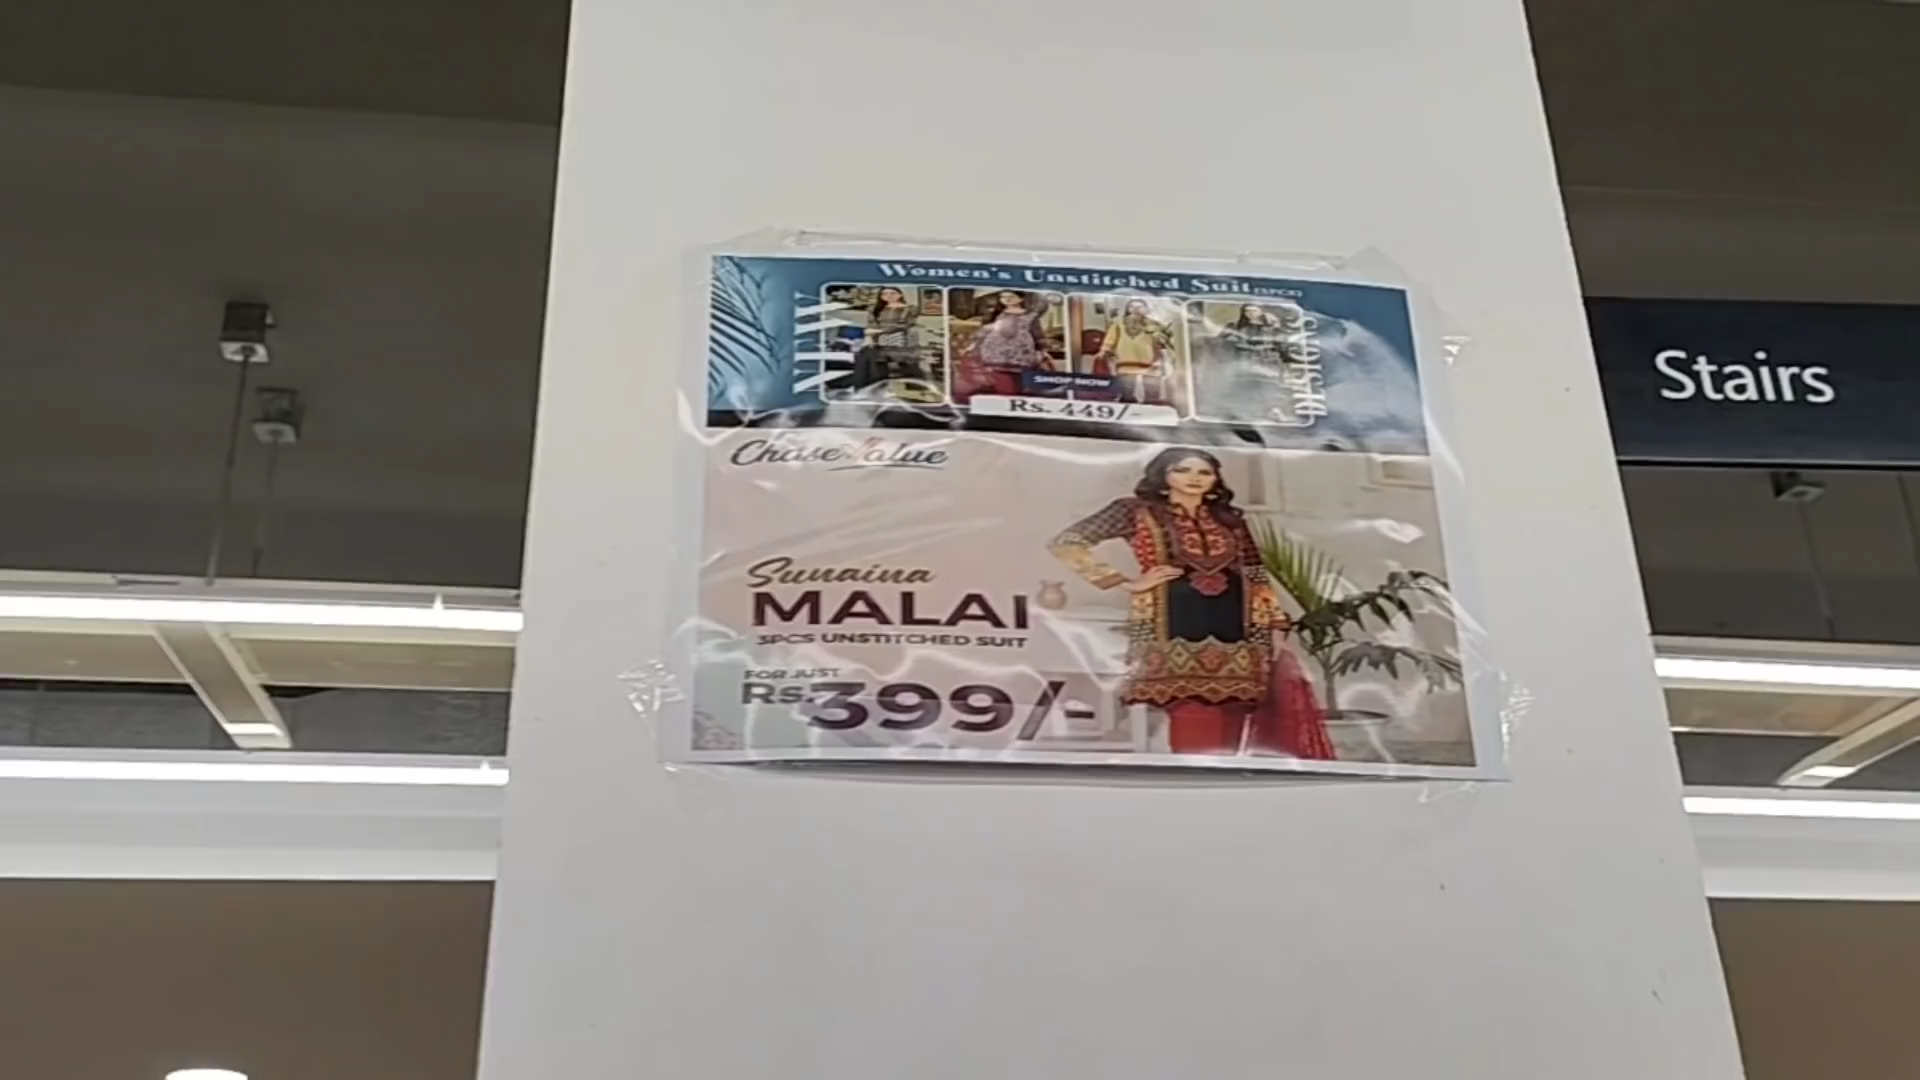 Women's Unstitched Suit
NEW
DESIGNS
SHOP NOW
Rs. 449/-
ChaseValue
Sunaina
MALAI
3PCS UNSTITCHED SUIT
FOR JUST
Rs.399/-
Stairs